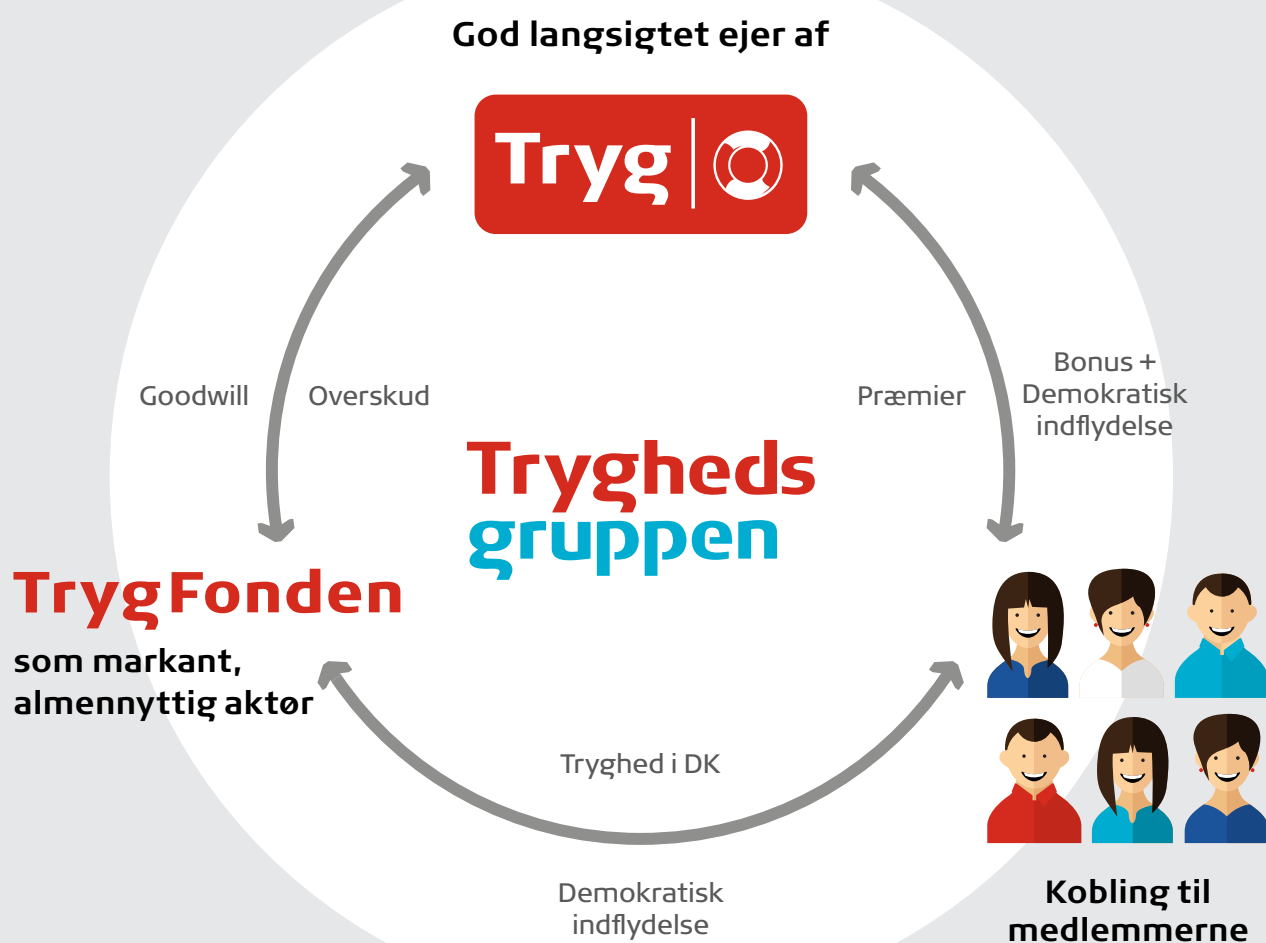 God langsigtet ejer af
Tryg
Goodwill
Overskud
Præmier
Bonus +
Demokratisk
indflydelse
Trygheds
gruppen
TrygFonden
som markant,
almennyttig aktør
Tryghed i DK
Demokratisk
indflydelse
Kobling til
medlemmerne